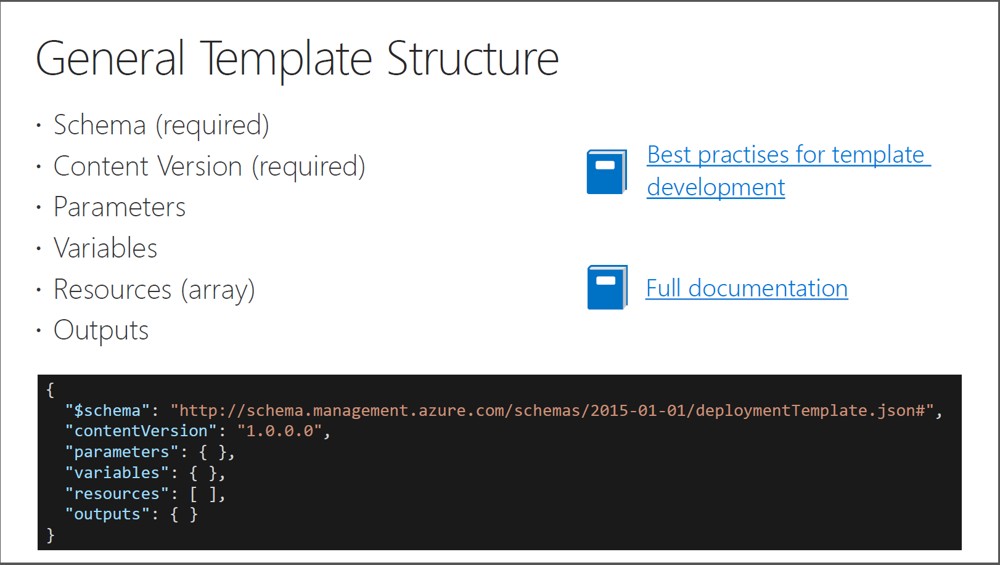 General Template Structure
• Schema (required)
• Content Version (required)
• Parameters
• Variables
• Resources (array)
• Outputs
Best practises for template
development
Full documentation
{
  "$schema": "http://schema.management.azure.com/schemas/2015-01-01/deploymentTemplate.json#",
  "contentVersion": "1.0.0.0",
  "parameters": { },
  "variables": { },
  "resources": [ ],
  "outputs": { }
}